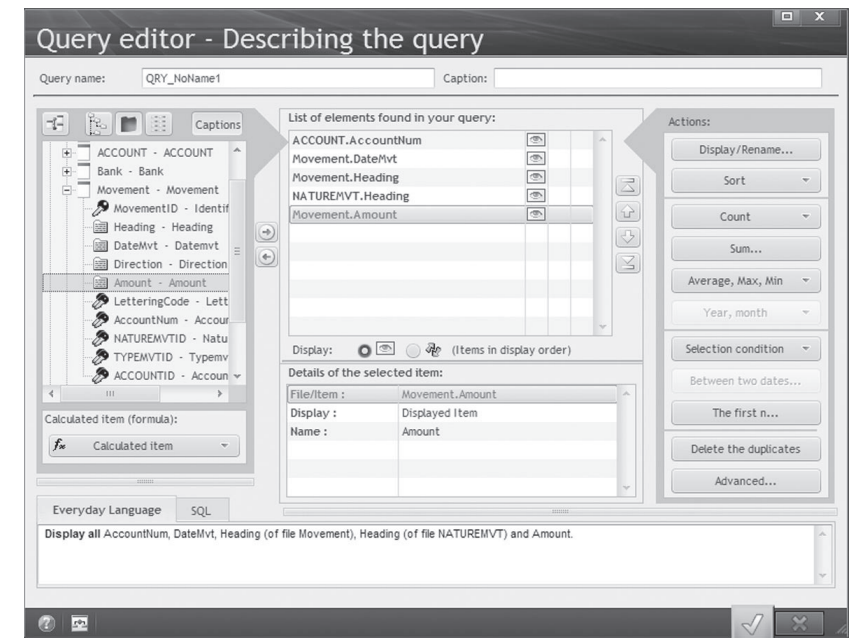 Query editor - Describing the query
Query name: QRY_NoName1 Caption:
Captions
ACCOUNT - ACCOUNT
Bank - Bank
Movement - Movement
MovementID - Identif
Heading - Heading
DateMvt - Datemvt
Direction - Direction
Amount - Amount
LetteringCode - Lett
AccountNum - Accour
NATUREMVTID - Natu
TYPEMVTID - Typemv
ACCOUNTID - Accoun
Calculated item (formula):
fx Calculated item
List of elements found in your query:
ACCOUNT.AccountNum
Movement.DateMvt
Movement.Heading
NATUREMVT.Heading
Movement.Amount
Display: (Items in display order)
Details of the selected item:
File/Item : Movement.Amount
Display : Displayed Item
Name : Amount
Actions:
Display/Rename...
Sort
Count
Sum...
Average, Max, Min
Year, month
Selection condition
Between two dates...
The first n...
Delete the duplicates
Advanced...
Everyday Language SQL
Display all AccountNum, DateMvt, Heading (of file Movement), Heading (of file NATUREMVT) and Amount.